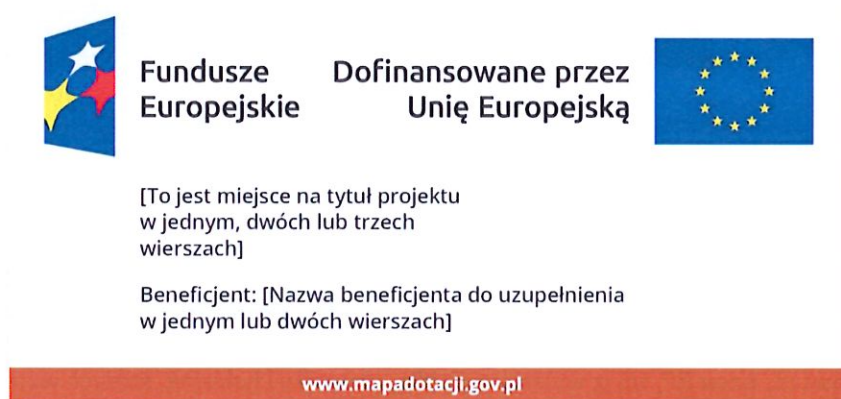 Fundusze
Europejskie
Dofinansowane przez
Unię Europejską
[To jest miejsce na tytuł projektu
w jednym, dwóch lub trzech
wierszach]
Beneficjent: [Nazwa beneficjenta do uzupełnienia
w jednym lub dwóch wierszach]
www.mapadotacji.gov.pl